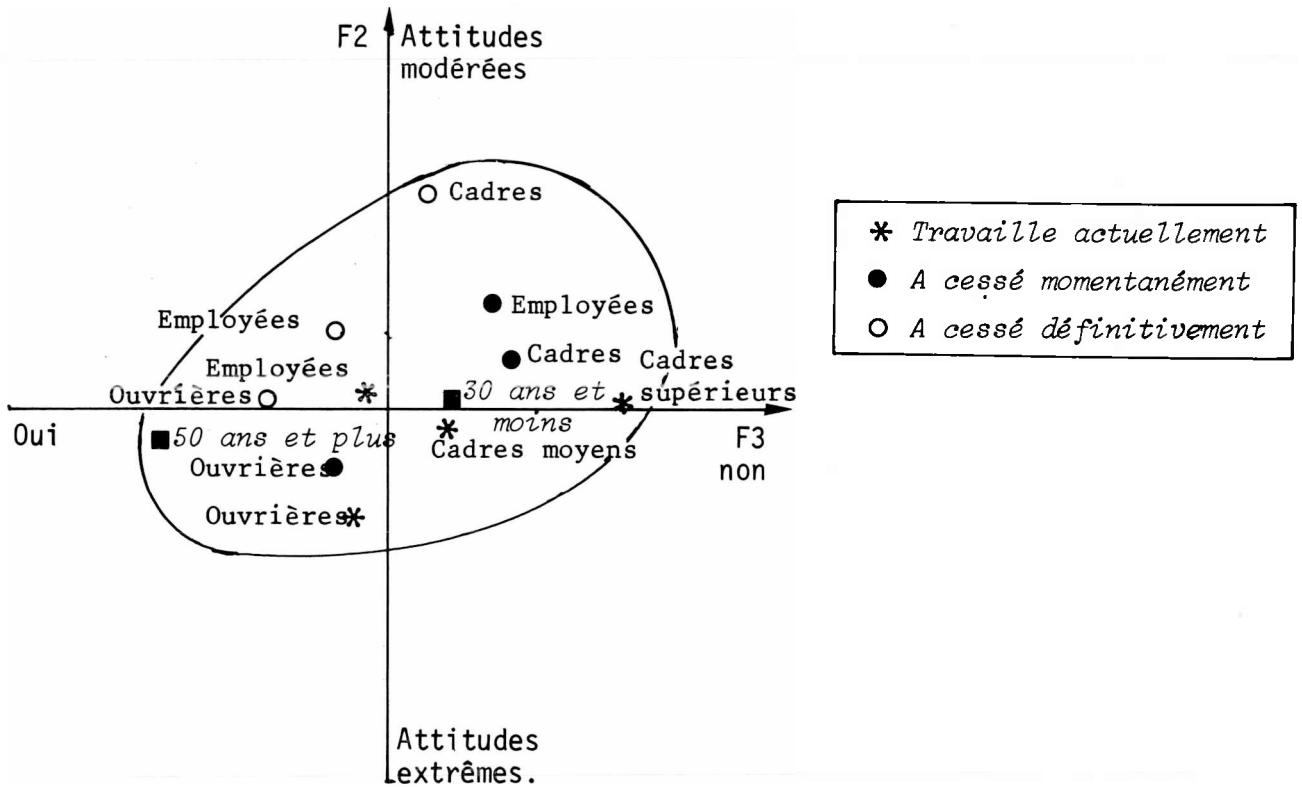 F2 Attitudes
modérées
Cadres
* Travaille actuellement
● A cessé momentanément
○ A cessé définitivement
Employées
Employées
Cadres
Cadres
supérieurs
Employées
Ouvrières
30 ans et
moins
Oui
50 ans et plus
Cadres moyens
F3
non
Ouvrières
Ouvrières
Attitudes
extrêmes.